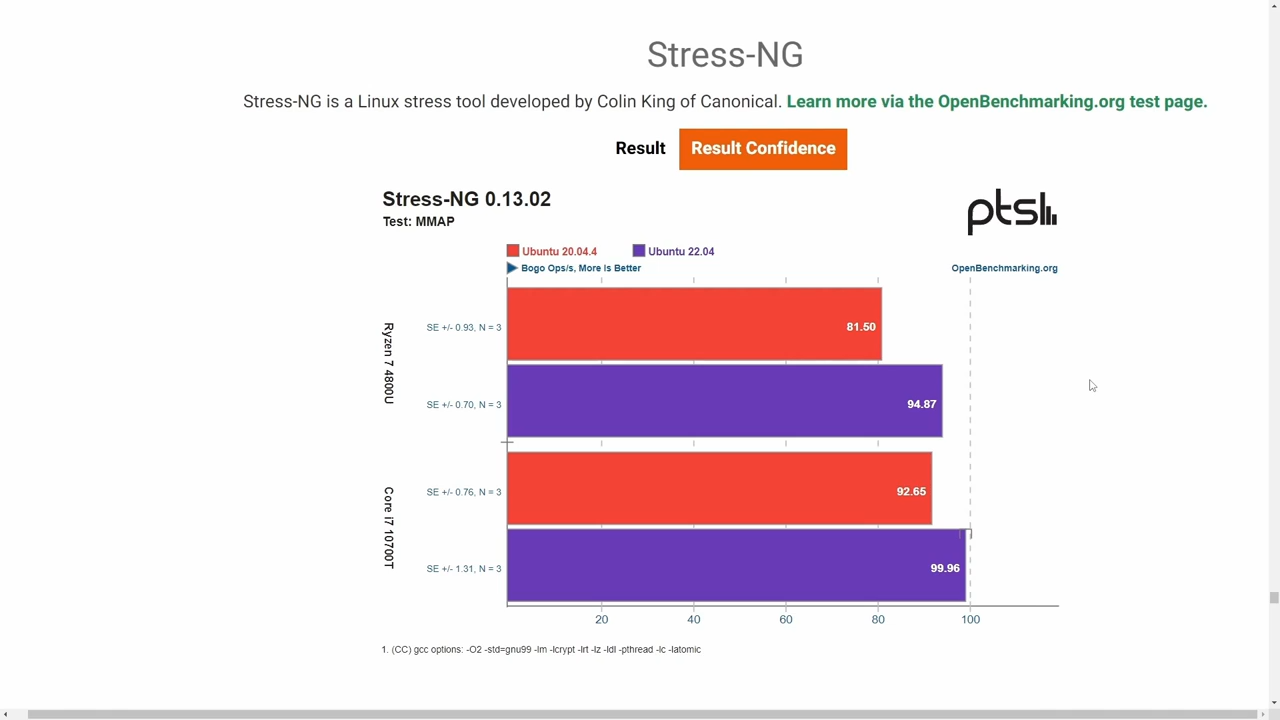 Stress-NG
Stress-NG is a Linux stress tool developed by Colin King of Canonical. Learn more via the OpenBenchmarking.org test page.
Result Result Confidence
Stress-NG 0.13.02
Test: MMAP
ptsl
Ubuntu 20.04.4 Ubuntu 22.04
Bogo Ops/s, More Is Better OpenBenchmarking.org
Ryzen 7 4800U
SE +/- 0.93, N = 3 81.50
SE +/- 0.70, N = 3 94.87
Core i7 10700T
SE +/- 0.76, N = 3 92.65
SE +/- 1.31, N = 3 99.96
20 40 60 80 100
1. (CC) gcc options: -O2 -std=gnu99 -lm -lcrypt -lrt -lz -ldl -pthread -lc -latomic